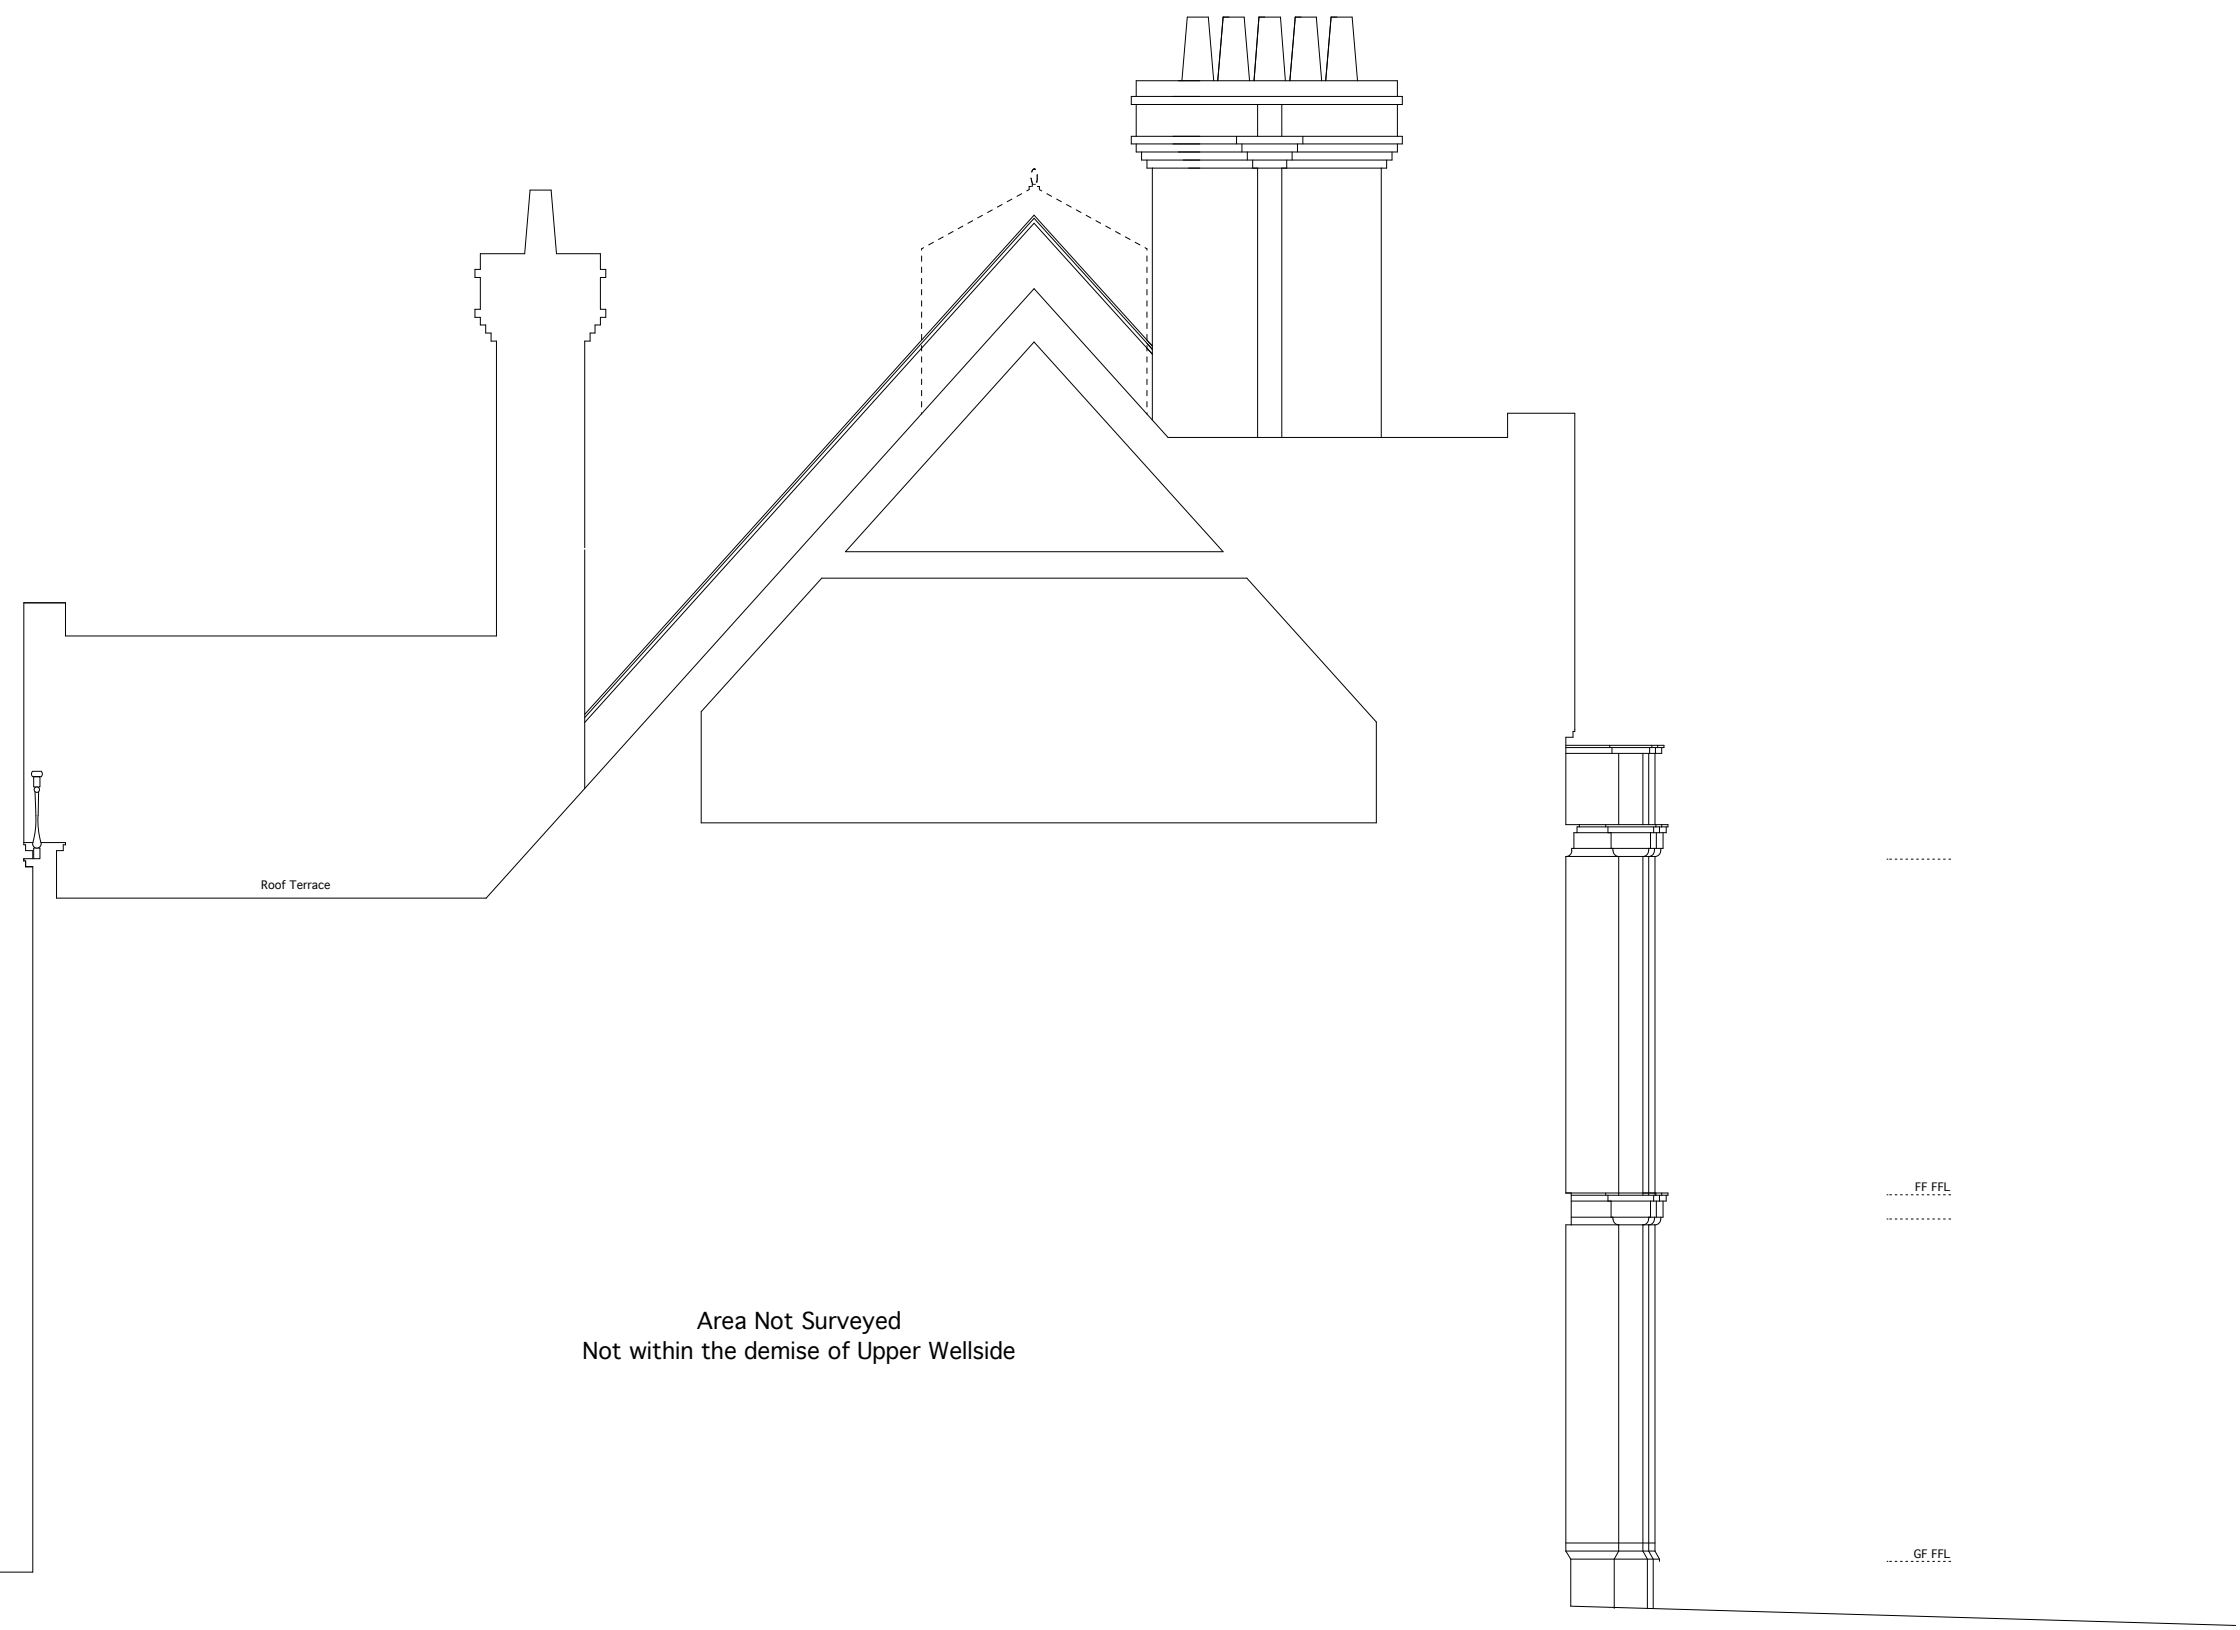 Roof Terrace
FF FFL
Area Not Surveyed
Not within the demise of Upper Wellside
GF FFL